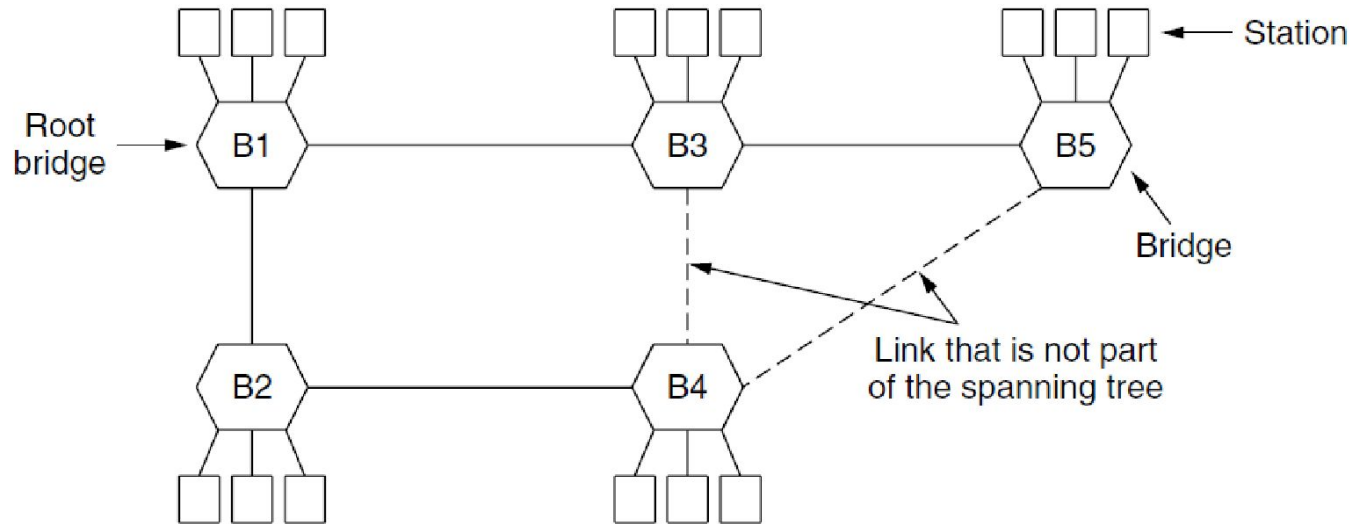 Station
Root
bridge
B1
B3
B5
Bridge
Link that is not part
of the spanning tree
B2
B4